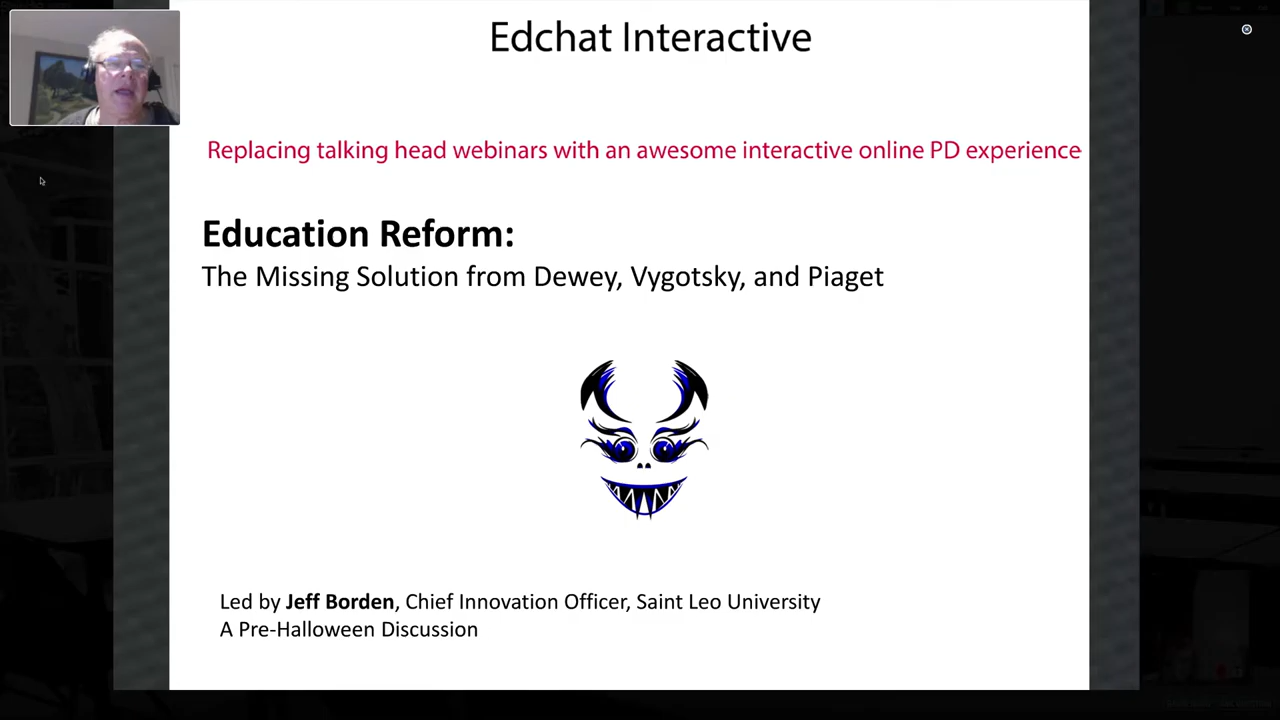 Edchat Interactive
Replacing talking head webinars with an awesome interactive online PD experience
Education Reform:
The Missing Solution from Dewey, Vygotsky, and Piaget
Led by Jeff Borden, Chief Innovation Officer, Saint Leo University
A Pre-Halloween Discussion